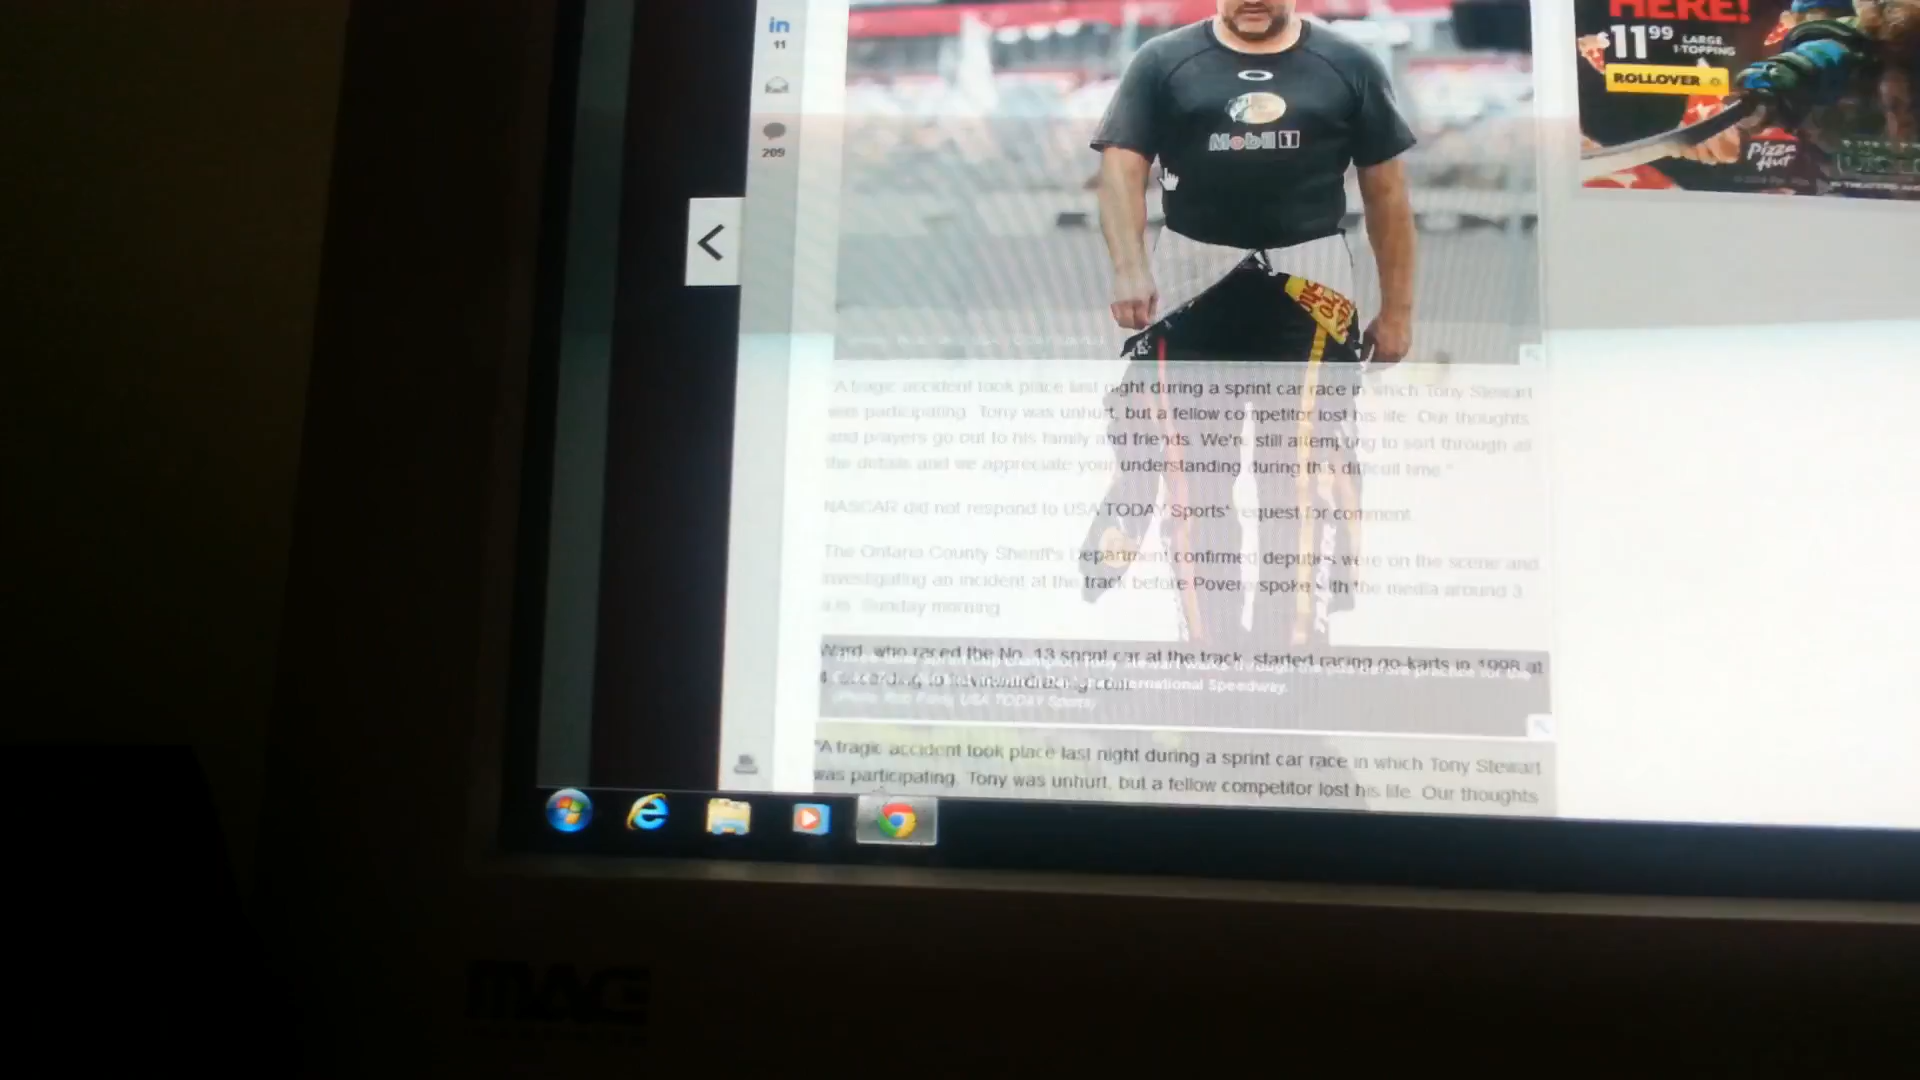 in
11
209
HERE!
$11 99 LARGE
1-TOPPING
ROLLOVER
Pizza
Hut
Mobil 1
"A tragic accident took place last night during a sprint car race in which Tony Stewart
was participating. Tony was unhurt, but a fellow competitor lost his life. Our thoughts
and prayers go out to his family and friends. We're still attempting to sort through all
the details and we appreciate your understanding during this difficult time."
NASCAR did not respond to USA TODAY Sports' request for comment.
The Ontario County Sheriff's Department confirmed deputies were on the scene and
investigating an incident at the track before Povero spoke with the media around 3
a.m. Sunday morning.
Ward, who raced the No. 13 sprint car at the track, started racing go-karts in 1998 at
International Speedway.
USA TODAY Sports
"A tragic accident took place last night during a sprint car race in which Tony Stewart
was participating. Tony was unhurt, but a fellow competitor lost his life. Our thoughts
MAG